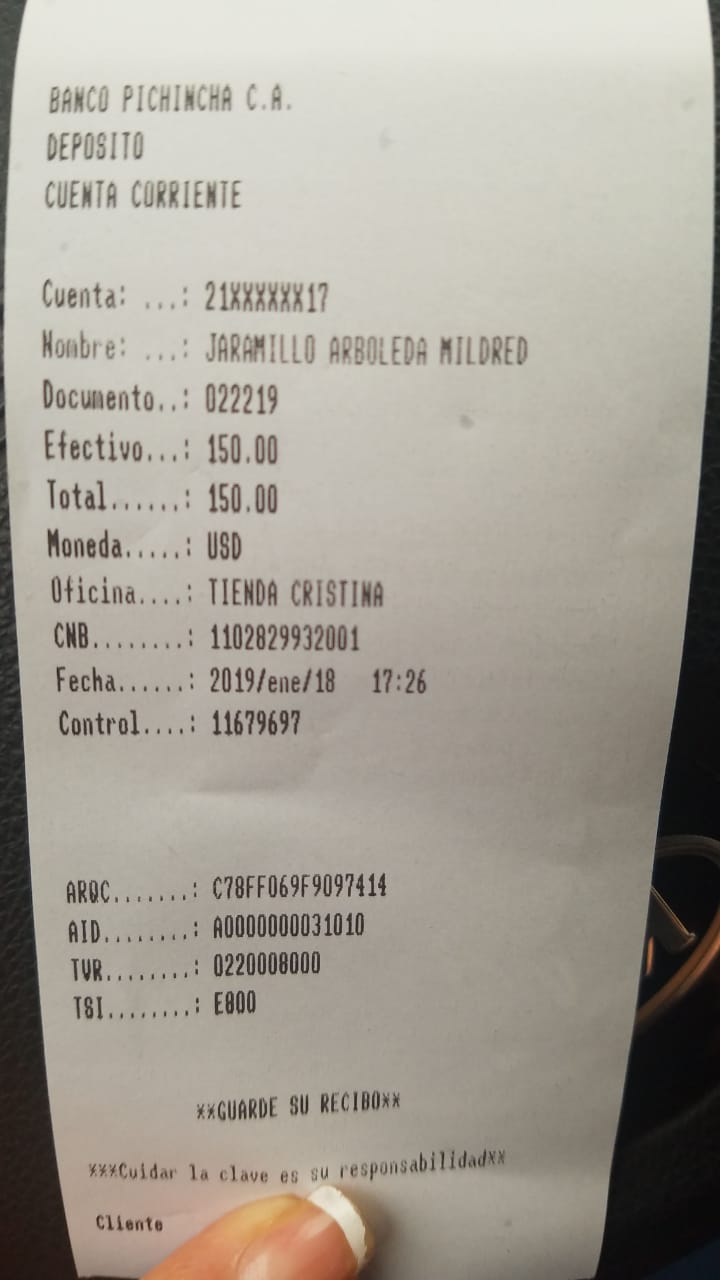 BANCO PICHINCHA C.A.
DEPOSITO
CUENTA CORRIENTE
Cuenta: ...: 21XXXXXX17
Nombre: ...: JARAMILLO ARBOLEDA MILDRED
Documento..: 022219
Efectivo...: 150.00
Total......: 150.00
Moneda.....: USD
Oficina....: TIENDA CRISTINA
CNB........: 1102829932001
Fecha......: 2019/ene/18 17:26
Control....: 11679697
ARQC.......: C78FF069F9097414
AID........: A0000000031010
TVR........: 0220008000
TSI........: E800
**GUARDE SU RECIBO**
***Cuidar la clave es su responsabilidad**
Cliente